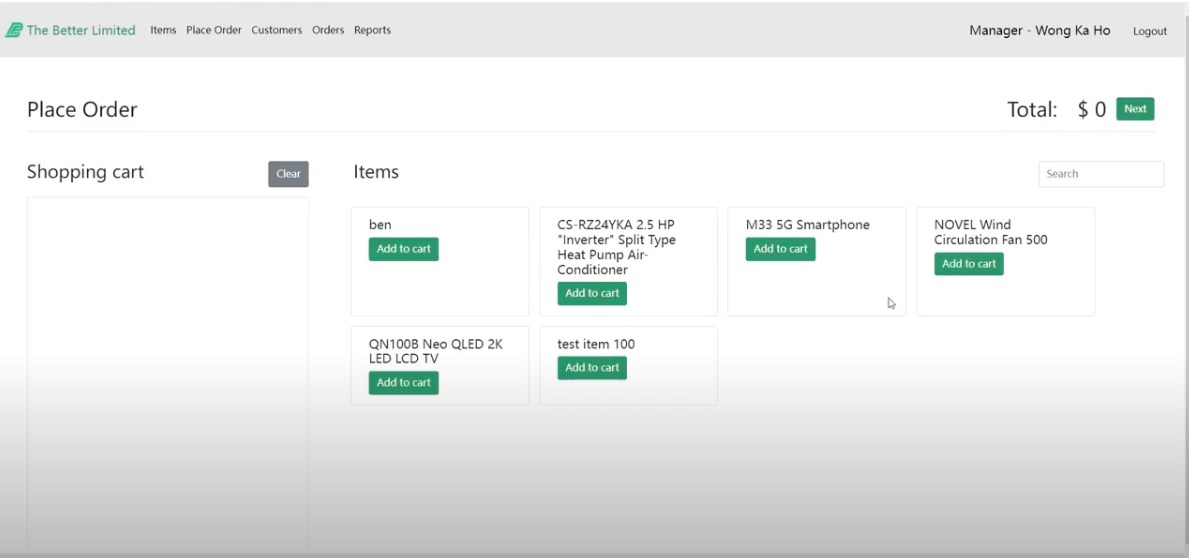 The Better Limited Items Place Order Customers Orders Reports Manager - Wong Ka Ho Logout
Place Order Total: $ 0 Next
Shopping cart Clear Items Search
ben
Add to cart
CS-RZ24YKA 2.5 HP
"Inverter" Split Type
Heat Pump Air-
Conditioner
Add to cart
M33 5G Smartphone
Add to cart
NOVEL Wind
Circulation Fan 500
Add to cart
QN100B Neo QLED 2K
LED LCD TV
Add to cart
test item 100
Add to cart